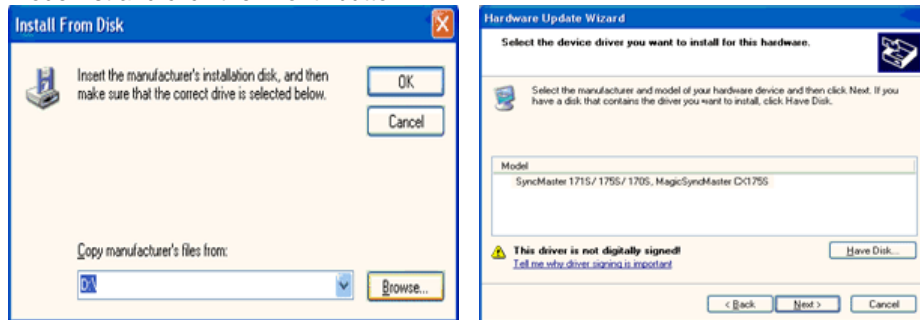 Install From Disk
Insert the manufacturer's installation disk, and then
make sure that the correct drive is selected below.
OK
Cancel
Copy manufacturer's files from:
D:\
Browse...
Hardware Update Wizard
Select the device driver you want to install for this hardware.
Select the manufacturer and model of your hardware device and then click Next. If you
have a disk that contains the driver you want to install, click Have Disk.
Model
SyncMaster 171S/ 175S/ 170S, MagicSyncMaster CX175S
This driver is not digitally signed!
Tell me why driver signing is important
Have Disk...
< Back
Next >
Cancel